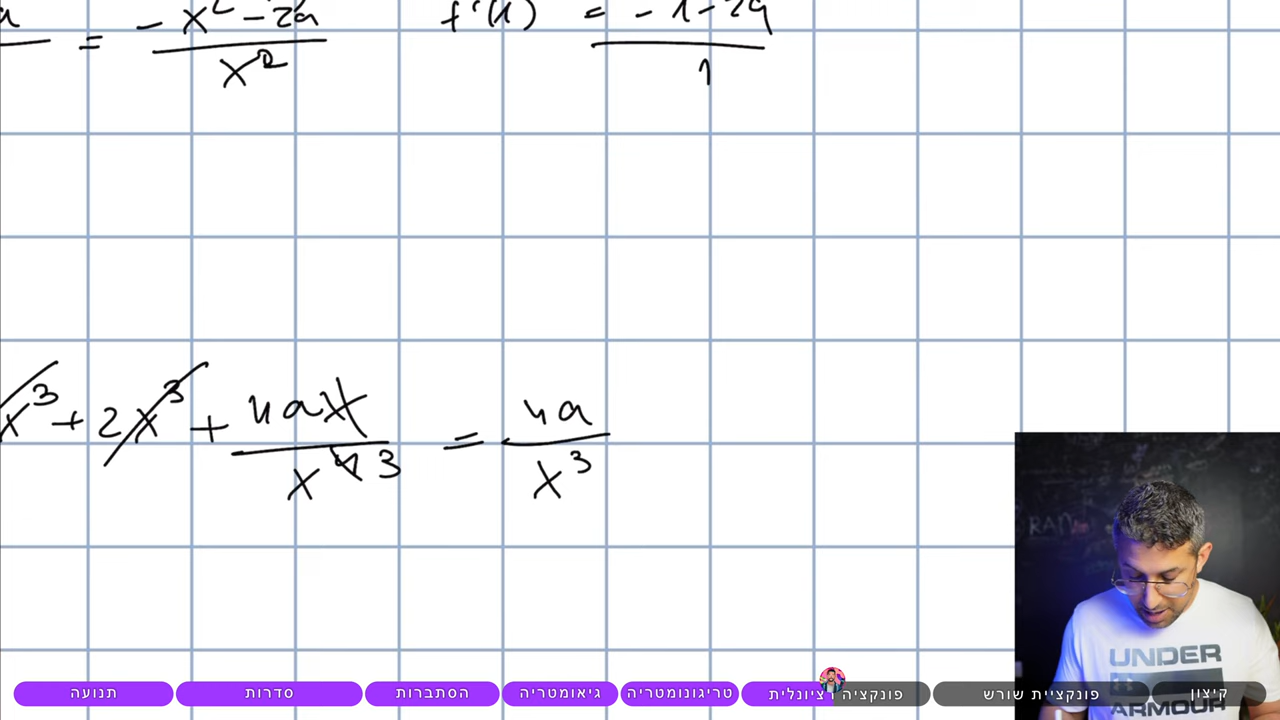 = (- x² - 2a) / x²    f'(1) = (- 1 - 2a) / 1
x³ + 2x³ + 4ax / x⁴ 3 = 4a / x³
UNDER
ARMOUR
תנועה סדרות הסתברות גיאומטריה טריגונומטריה פונקציה רציונלית פונקציית שורש קיצון